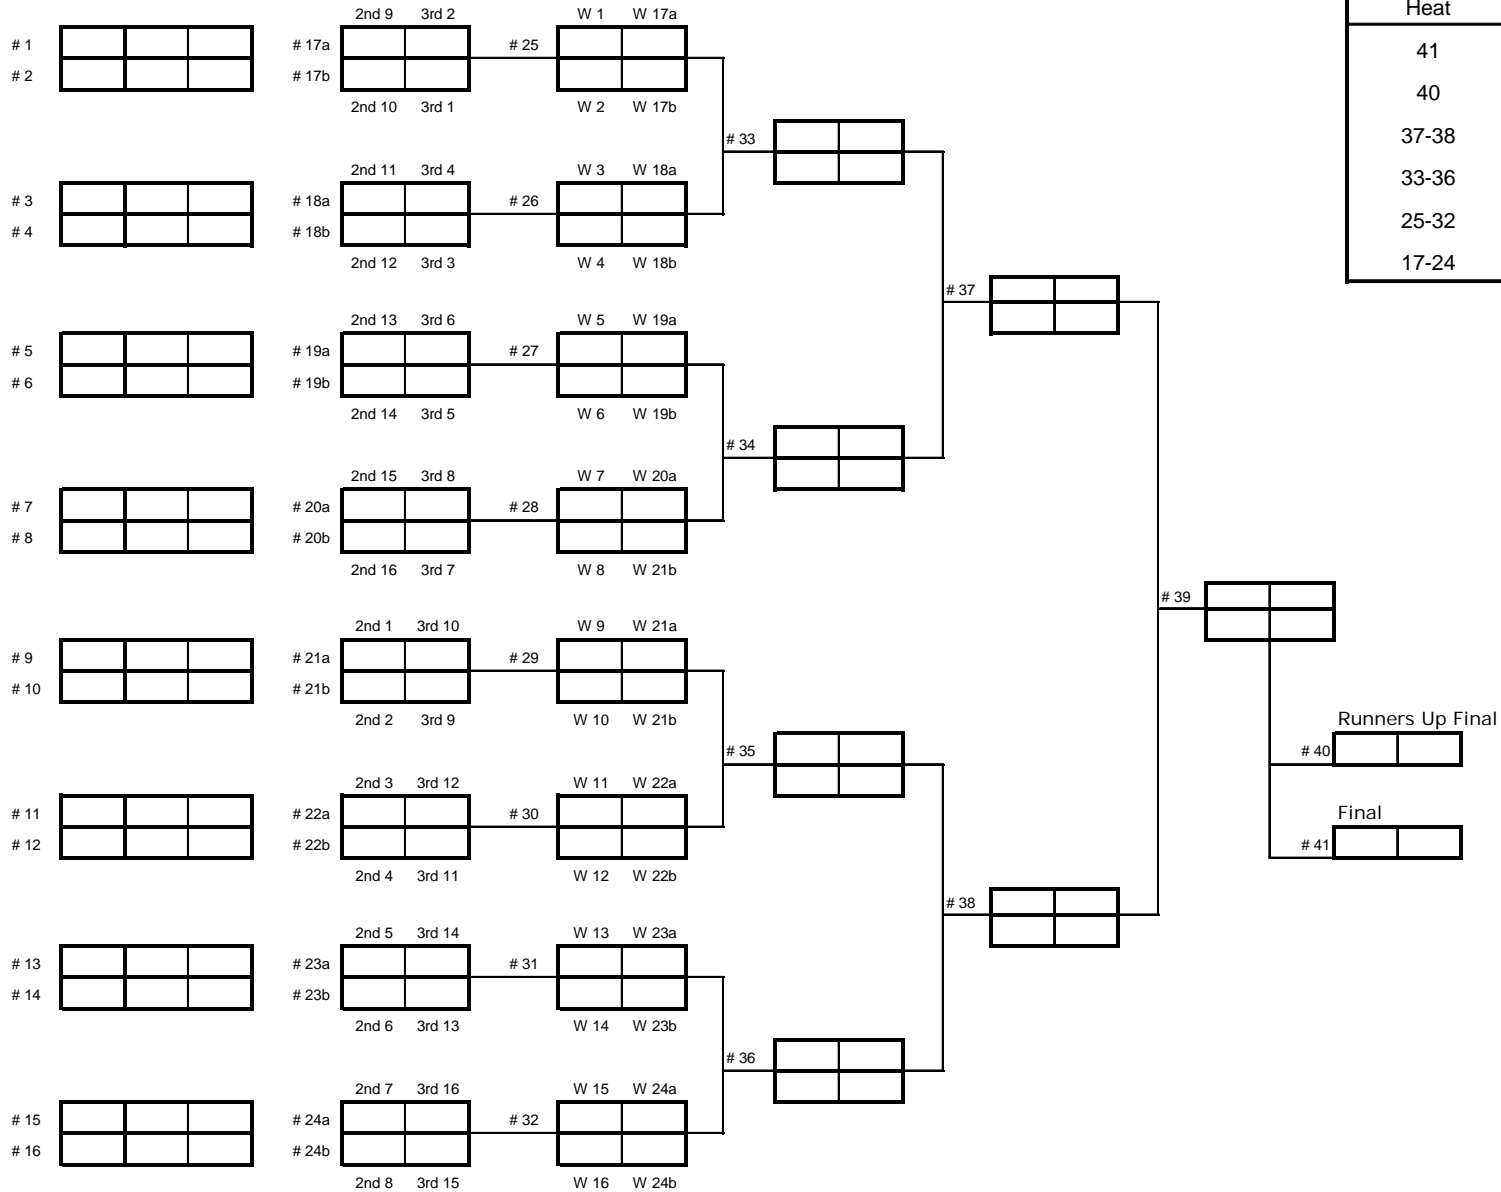 2nd 9 3rd 2 W 1 W 17a Heat
# 1 # 17a # 25 41
# 2 # 17b
2nd 10 3rd 1 W 2 W 17b 40
# 33 37-38
2nd 11 3rd 4 W 3 W 18a 33-36
# 3 # 18a # 26
# 4 # 18b 25-32
2nd 12 3rd 3 W 4 W 18b 17-24
# 37
2nd 13 3rd 6 W 5 W 19a
# 5 # 19a # 27
# 6 # 19b
2nd 14 3rd 5 W 6 W 19b
# 34
2nd 15 3rd 8 W 7 W 20a
# 7 # 20a # 28
# 8 # 20b
2nd 16 3rd 7 W 8 W 21b
# 39
2nd 1 3rd 10 W 9 W 21a
# 9 # 21a # 29
# 10 # 21b
2nd 2 3rd 9 W 10 W 21b Runners Up Final
# 35 # 40
2nd 3 3rd 12 W 11 W 22a
# 11 # 22a # 30 Final
# 12 # 22b # 41
2nd 4 3rd 11 W 12 W 22b
# 38
2nd 5 3rd 14 W 13 W 23a
# 13 # 23a # 31
# 14 # 23b
2nd 6 3rd 13 W 14 W 23b
# 36
2nd 7 3rd 16 W 15 W 24a
# 15 # 24a # 32
# 16 # 24b
2nd 8 3rd 15 W 16 W 24b